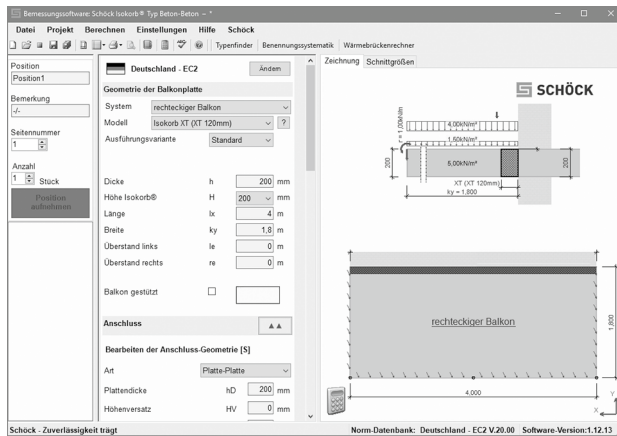 Bemessungssoftware: Schöck Isokorb® Typ Beton-Beton - *
Datei Projekt Berechnen Einstellungen Hilfe Schöck
Typenfinder Benennungssystematik Wärmebrückenrechner
Position
Position1
Bemerkung
-/-
Seitennummer
1
Anzahl
1 Stück
Position aufnehmen
Deutschland - EC2 Ändern
Geometrie der Balkonplatte
System rechteckiger Balkon
Modell Isokorb XT (XT 120mm) ?
Ausführungsvariante Standard
Dicke h 200 mm
Höhe Isokorb® H 200 mm
Länge lx 4 m
Breite ky 1,8 m
Überstand links le 0 m
Überstand rechts re 0 m
Balkon gestützt
Anschluss
Bearbeiten der Anschluss-Geometrie [S]
Art Platte-Platte
Plattendicke hD 200 mm
Höhenversatz HV 0 mm
Zeichnung Schnittgrößen
SCHÖCK
r = 1,00kN/m
4,00kN/m²
1,50kN/m²
200
5,00kN/m²
200
XT (XT 120mm)
ky = 1,800
rechteckiger Balkon
1,800
4,000
Y
X
Schöck - Zuverlässigkeit trägt
Norm-Datenbank: Deutschland - EC2 V.20.00 Software-Version:1.12.13